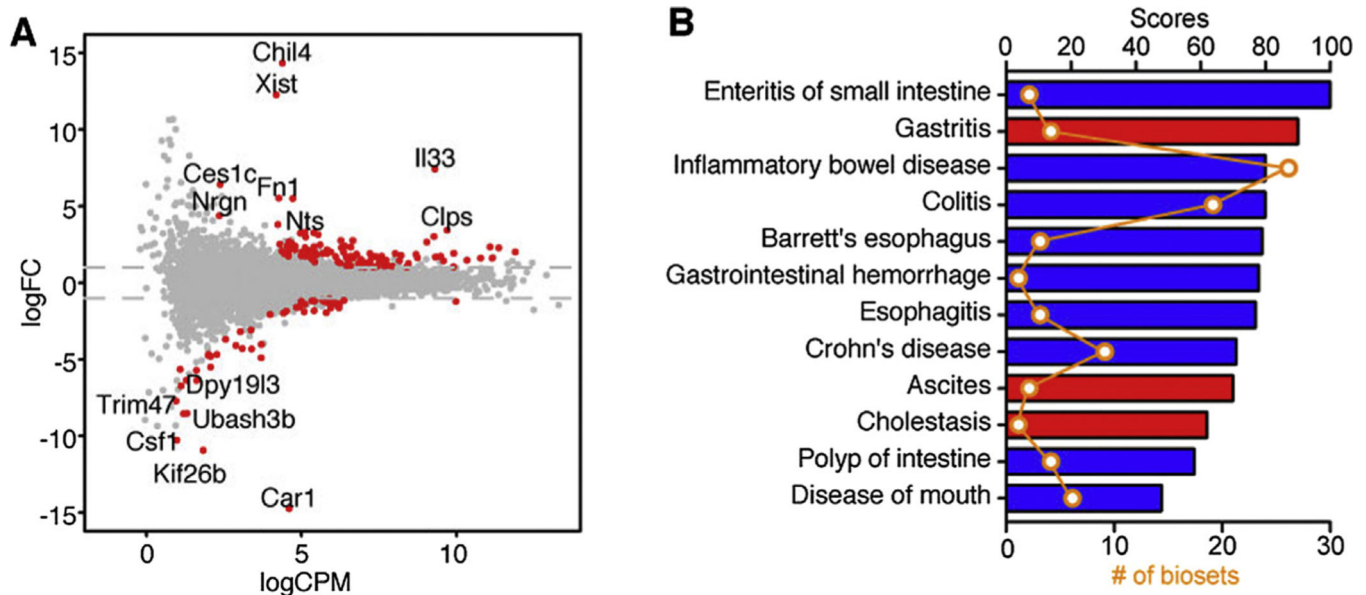 A
15
10
5
0
-5
-10
-15
logFC
Chil4
Xist
Il33
Ces1c
Fn1
Nrgn
Nts
Clps
Dpy19l3
Trim47
Ubash3b
Csf1
Kif26b
Car1
0 5 10
logCPM
B
Scores
0 20 40 60 80 100
Enteritis of small intestine
Gastritis
Inflammatory bowel disease
Colitis
Barrett's esophagus
Gastrointestinal hemorrhage
Esophagitis
Crohn's disease
Ascites
Cholestasis
Polyp of intestine
Disease of mouth
0 10 20 30
# of biosets